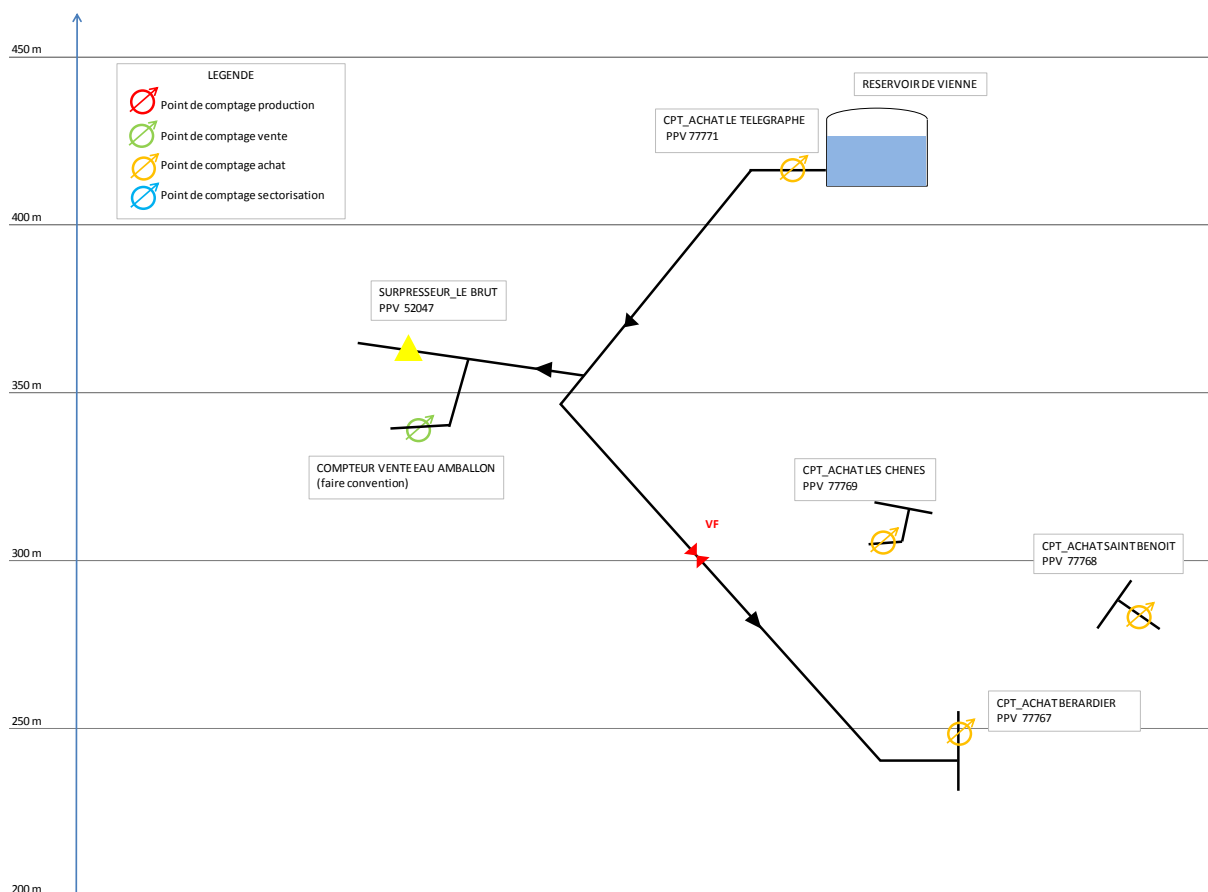 450 m
LEGENDE
Point de comptage production
Point de comptage vente
Point de comptage achat
Point de comptage sectorisation
RESERVOIR DE VIENNE
CPT_ACHAT LE TELEGRAPHE
PPV 77771
400 m
SURPRESSEUR_LE BRUT
PPV 52047
350 m
COMPTEUR VENTE EAU AMBALLON
(faire convention)
CPT_ACHAT LES CHENES
PPV 77769
VF
300 m
CPT_ACHAT SAINT BENOIT
PPV 77768
250 m
CPT_ACHAT BERARDIER
PPV 77767
200 m